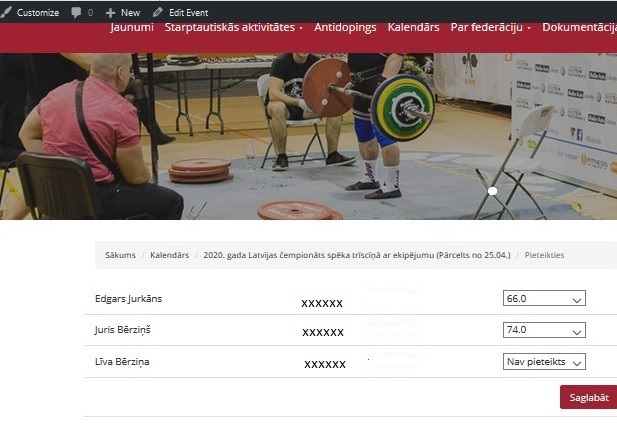 Customize 0 New Edit Event
Jaunumi Starptautiskās aktivitātes Antidopings Kalendārs Par federāciju Dokumentācija
Sākums / Kalendārs / 2020. gada Latvijas čempionāts spēka trīscīņā ar ekipējumu (Pārcelts no 25.04.) / Pieteikties
Edgars Jurkāns xxxxxx 66.0
Juris Bērziņš xxxxxx 74.0
Līva Bērziņa xxxxxx Nav pieteikts
Saglabāt